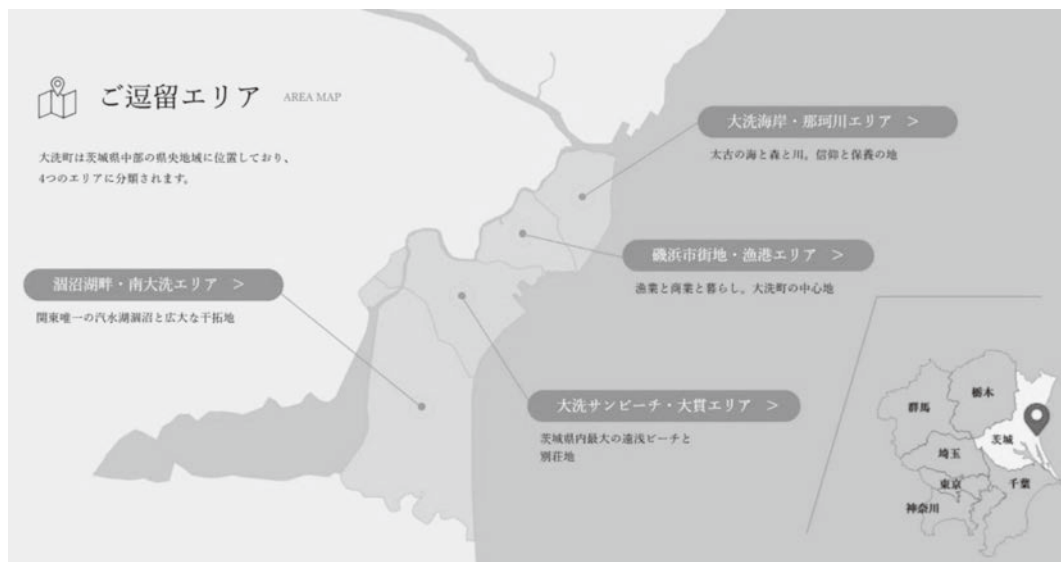 ご逗留エリア AREA MAP
大洗町は茨城県中部の県央地域に位置しており、
4つのエリアに分類されます。
大洗海岸・那珂川エリア >
太古の海と森と川。信仰と保養の地
磯浜市街地・漁港エリア >
漁業と商業と暮らし。大洗町の中心地
涸沼湖畔・南大洗エリア >
関東唯一の汽水湖涸沼と広大な干拓地
大洗サンビーチ・大貫エリア >
茨城県内最大の遠浅ビーチと
別荘地
栃木
群馬
茨城
埼玉
東京
千葉
神奈川